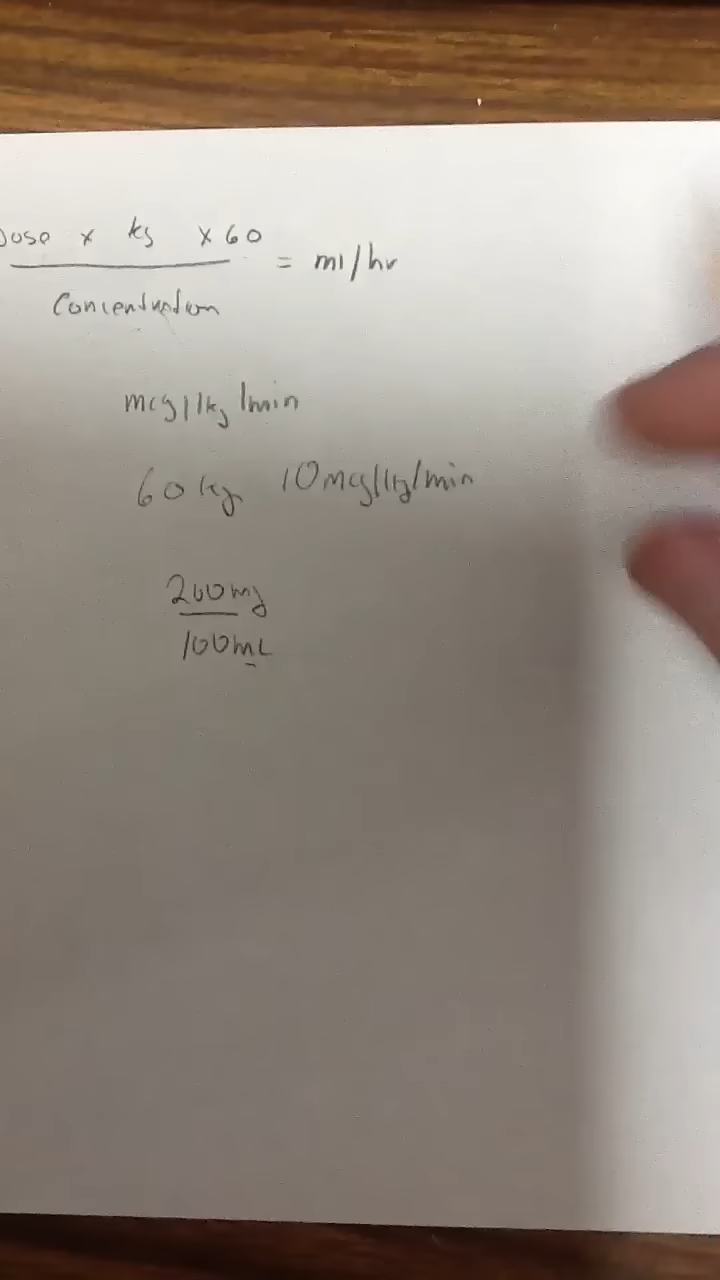 Dose x kg x 60
= ml/hr
Concentration
mcg/kg/min
60 kg 10mcg/kg/min
200mg
100mL